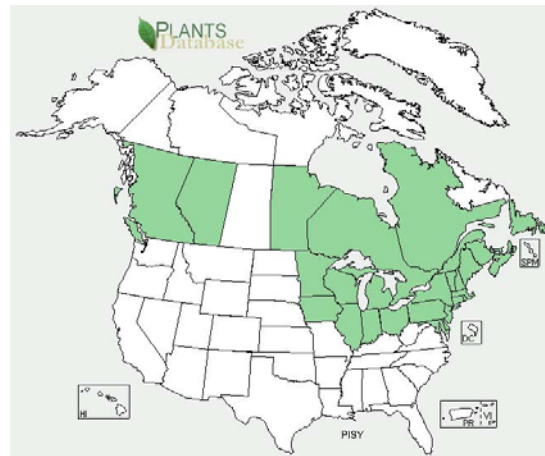 PLANTS
Database
SPM
DC
HI
PR
VI
PISY